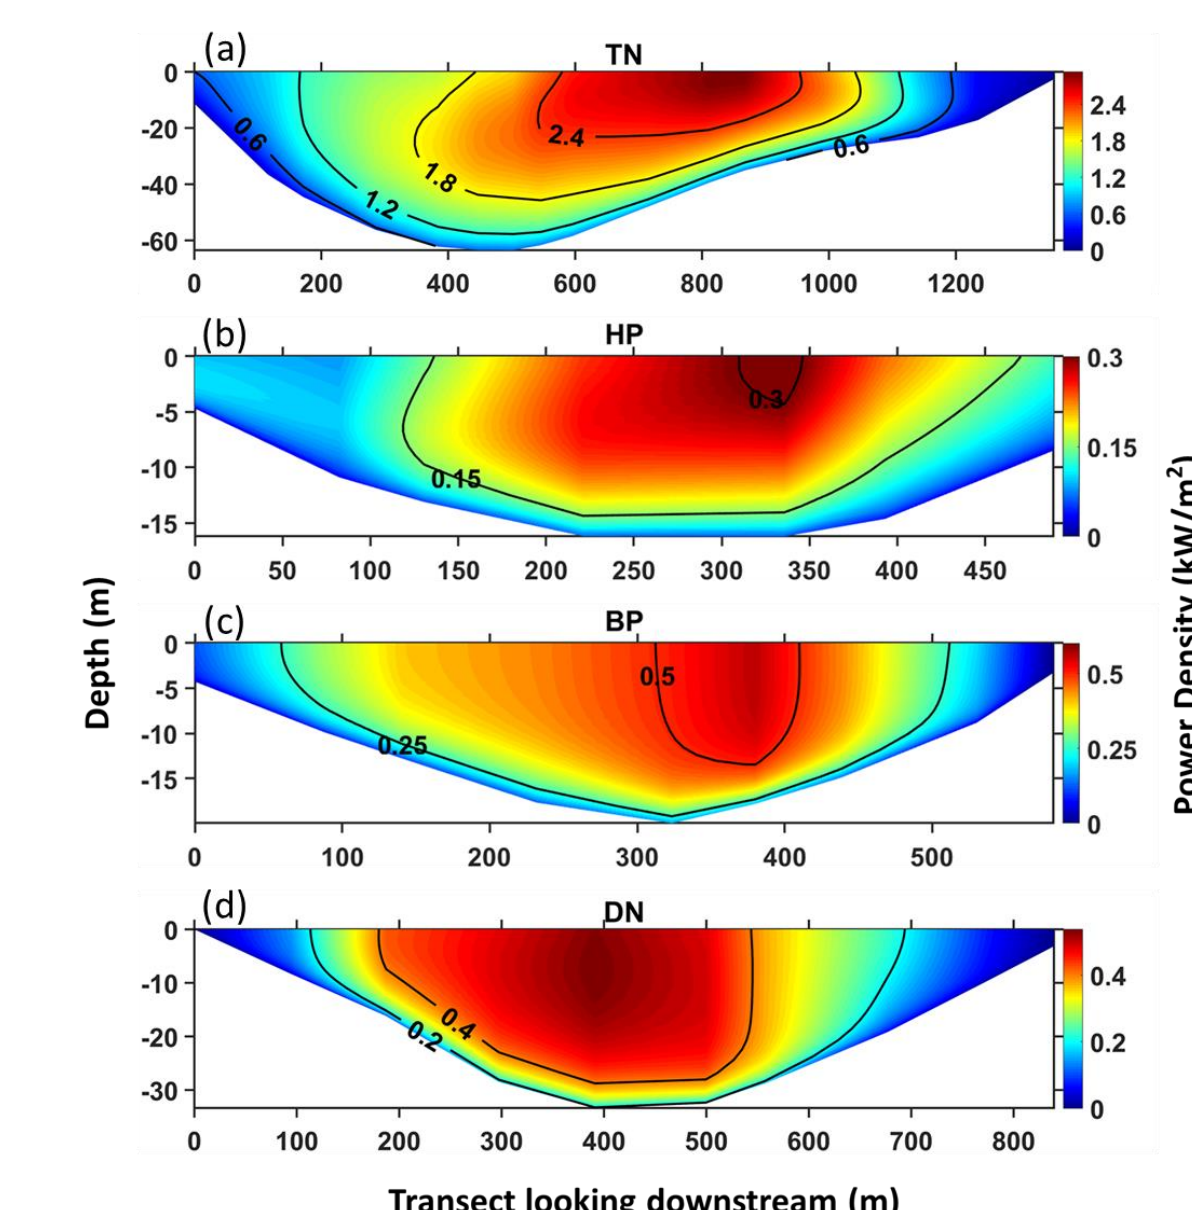 (a)
TN
0
-20
-40
-60
0.6
1.2
1.8
2.4
0.6
2.4
1.8
1.2
0.6
0
0 200 400 600 800 1000 1200
(b)
HP
0
-5
-10
-15
0.15
0.3
0.3
0.15
0
0 50 100 150 200 250 300 350 400 450
(c)
BP
0
-5
-10
-15
0.25
0.5
0.5
0.25
0
0 100 200 300 400 500
(d)
DN
0
-10
-20
-30
0.2
0.4
0.4
0.2
0
0 100 200 300 400 500 600 700 800
Depth (m)
Power Density (kW/m²)
Transect looking downstream (m)